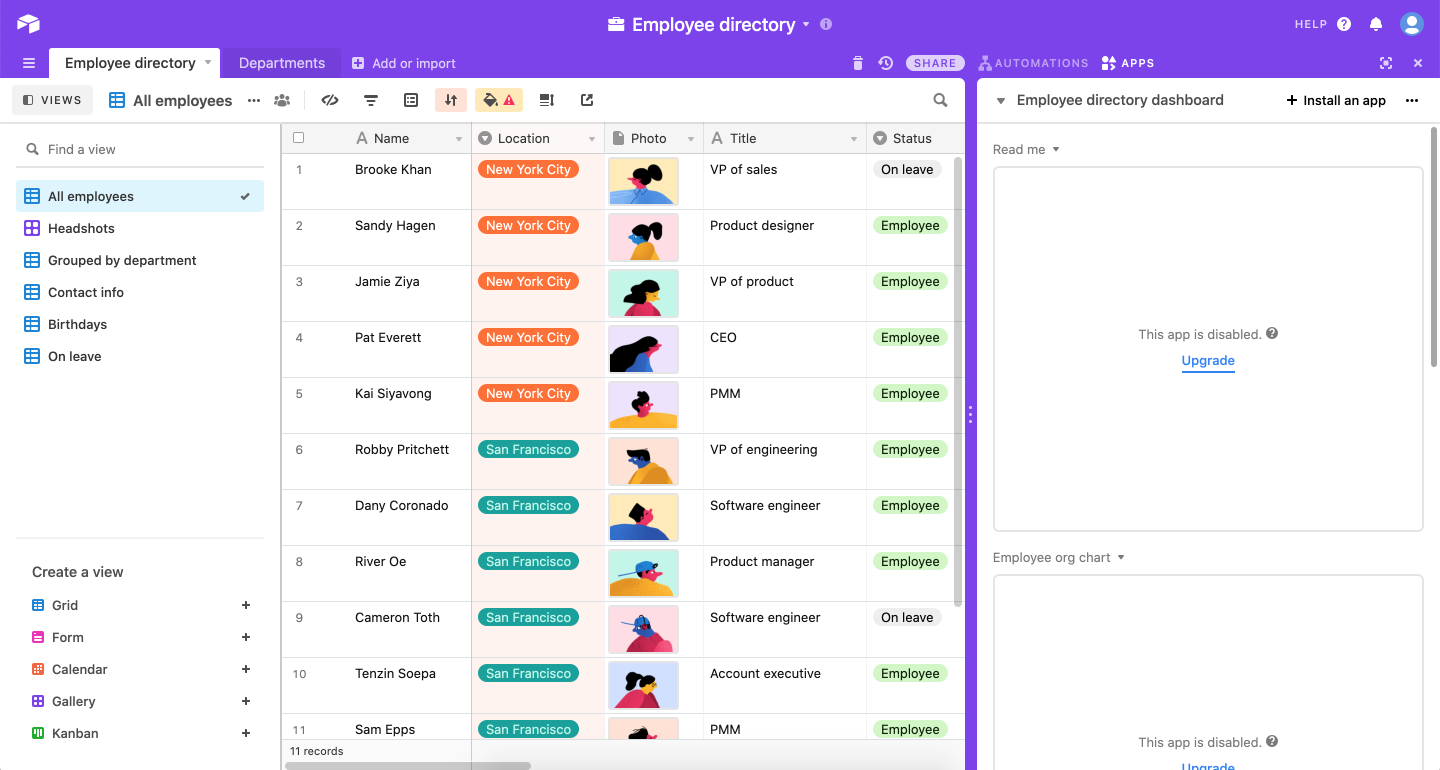 Employee directory
HELP
Employee directory
Departments
Add or import
SHARE
AUTOMATIONS
APPS
VIEWS
All employees
Employee directory dashboard
Install an app
Find a view
All employees
Headshots
Grouped by department
Contact info
Birthdays
On leave
Create a view
Grid
Form
Calendar
Gallery
Kanban
Name Location Photo Title Status
1 Brooke Khan New York City VP of sales On leave
2 Sandy Hagen New York City Product designer Employee
3 Jamie Ziya New York City VP of product Employee
4 Pat Everett New York City CEO Employee
5 Kai Siyavong New York City PMM Employee
6 Robby Pritchett San Francisco VP of engineering Employee
7 Dany Coronado San Francisco Software engineer Employee
8 River Oe San Francisco Product manager Employee
9 Cameron Toth San Francisco Software engineer On leave
10 Tenzin Soepa San Francisco Account executive Employee
11 Sam Epps San Francisco PMM Employee
11 records
Read me
This app is disabled.
Upgrade
Employee org chart
This app is disabled.
Upgrade